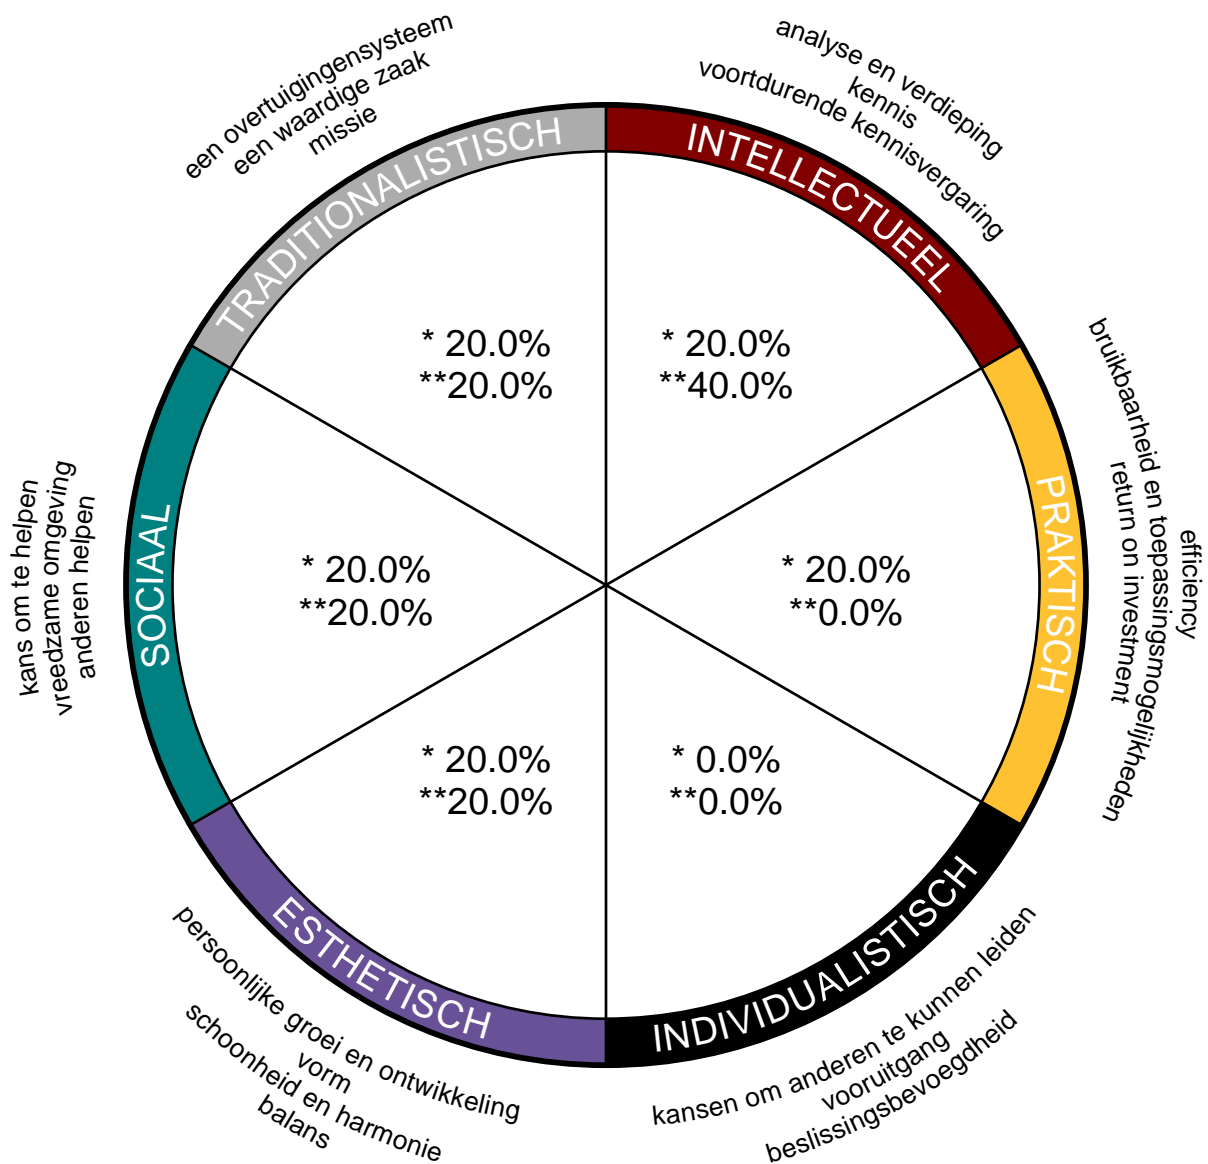 een overtuigingensysteem
een waardige zaak
missie
analyse en verdieping
kennis
voortdurende kennisvergaring
TRADITIONALISTISCH
INTELLECTUEEL
* 20.0%
**20.0%
* 20.0%
**40.0%
bruikbaarheid en toepassingsmogelijkheden
efficiency
return on investment
PRAKTISCH
kans om te helpen
vreedzame omgeving
anderen helpen
SOCIAAL
* 20.0%
**20.0%
* 20.0%
**0.0%
* 20.0%
**20.0%
* 0.0%
**0.0%
ESTHETISCH
INDIVIDUALISTISCH
persoonlijke groei en ontwikkeling
vorm
schoonheid en harmonie
balans
kansen om anderen te kunnen leiden
vooruitgang
beslissingsbevoegdheid